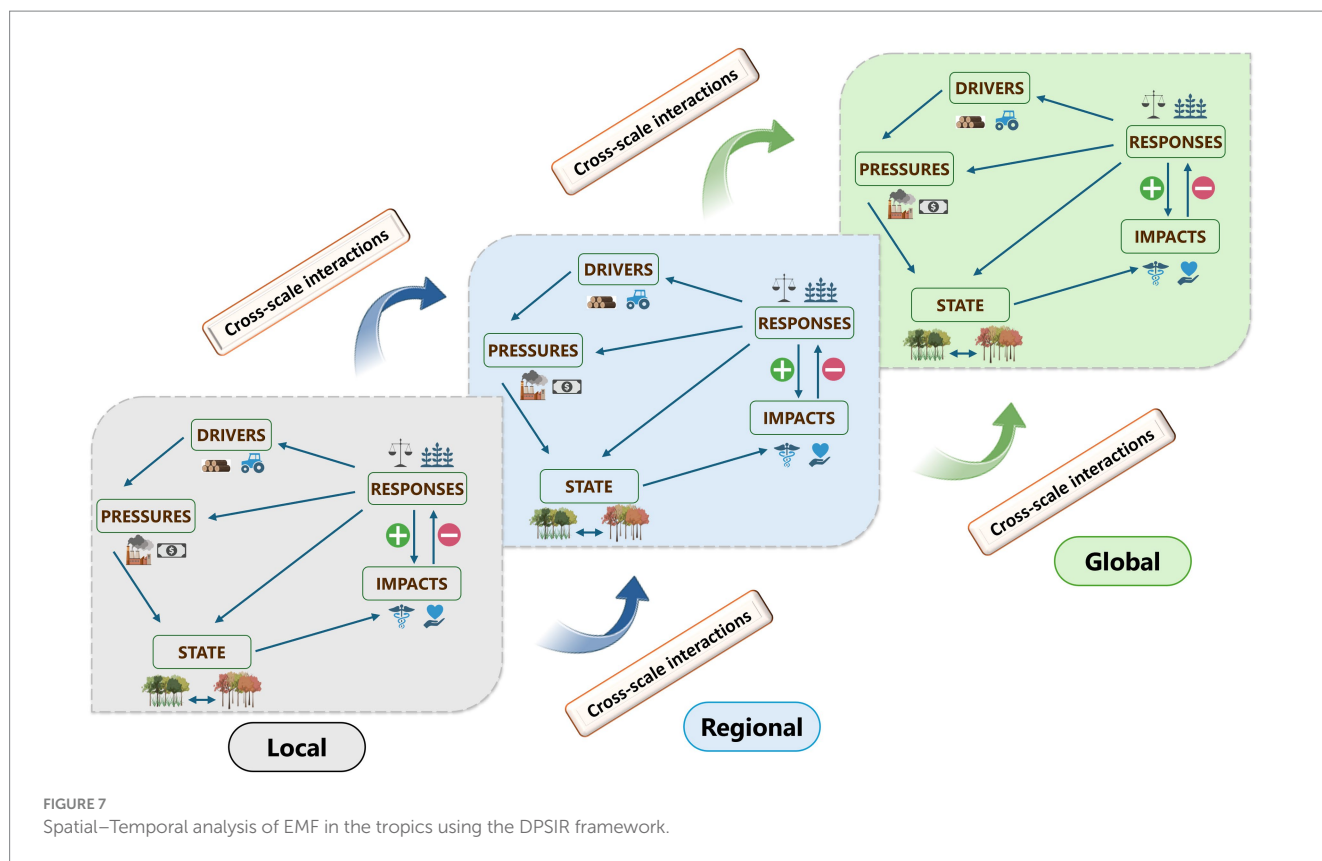 Cross-scale interactions
DRIVERS
RESPONSES
PRESSURES
IMPACTS
STATE
Cross-scale interactions
DRIVERS
RESPONSES
PRESSURES
$
IMPACTS
STATE
Cross-scale interactions
Global
DRIVERS
RESPONSES
PRESSURES
$
IMPACTS
STATE
Cross-scale interactions
Regional
Local
$
FIGURE 7
Spatial–Temporal analysis of EMF in the tropics using the DPSIR framework.